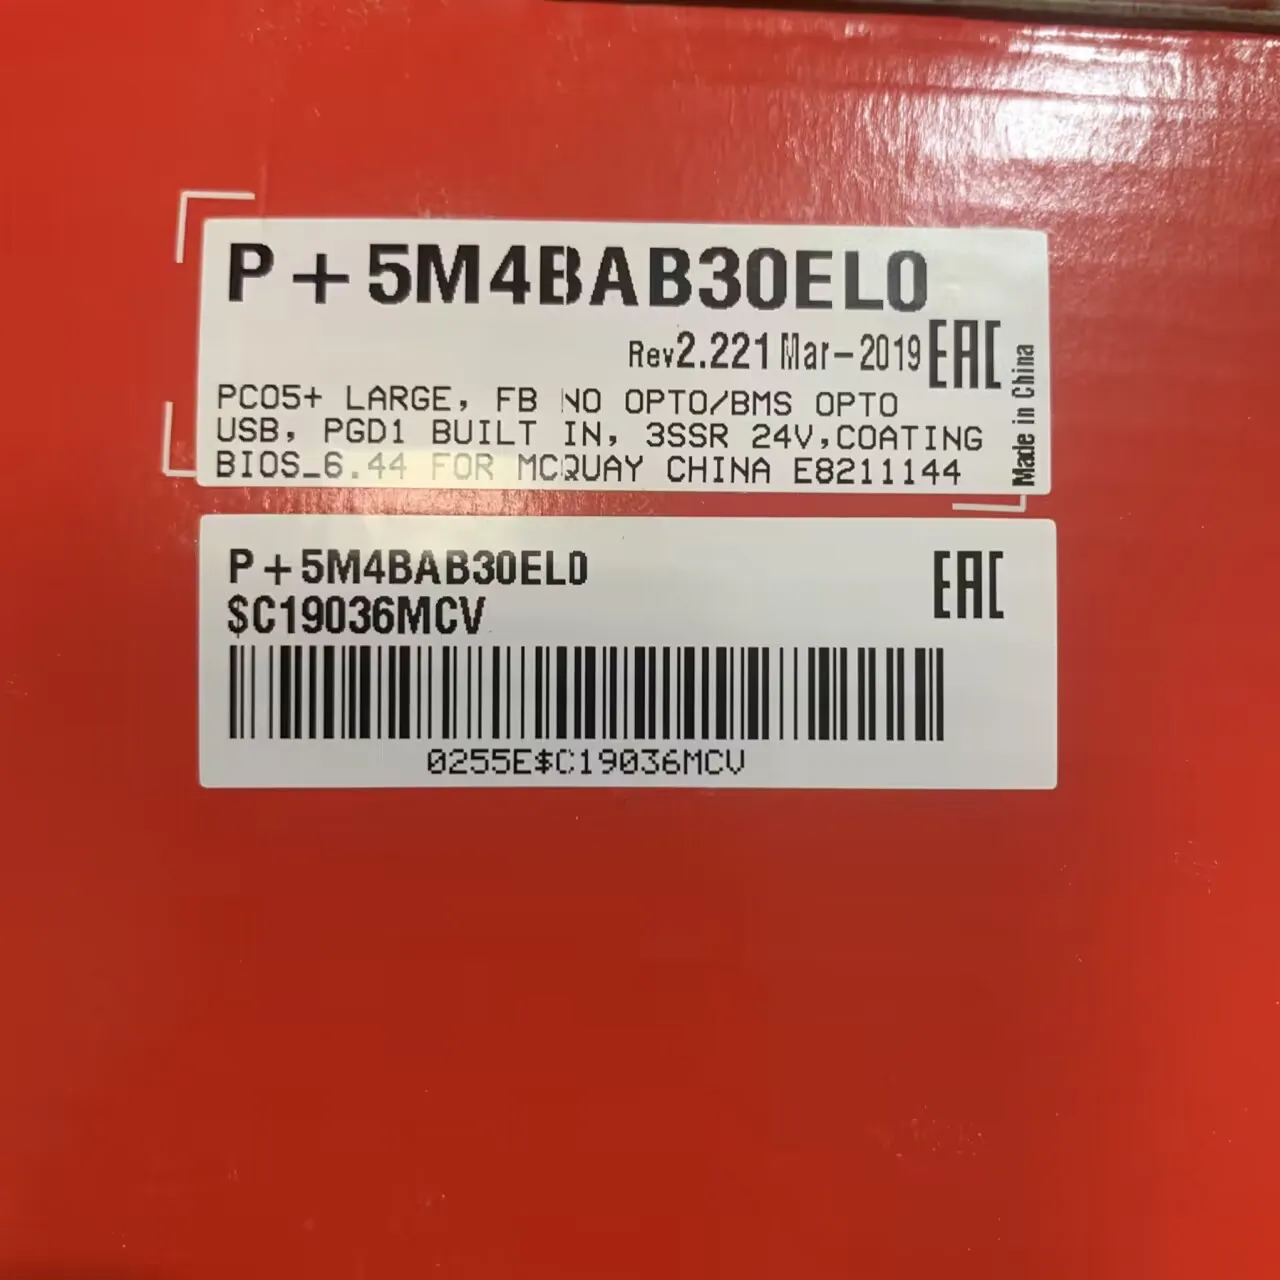 P+5M4BAB30EL0
Rev2.221 Mar-2019 EAC
PCO5+ LARGE, FB NO OPTO/BMS OPTO
USB, PGD1 BUILT IN, 3SSR 24V,COATING
BIOS_6.44 FOR MCQUAY CHINA E8211144
Made in China
P+5M4BAB30EL0
EAC
$C19036MCV
0255E$C19036MCV